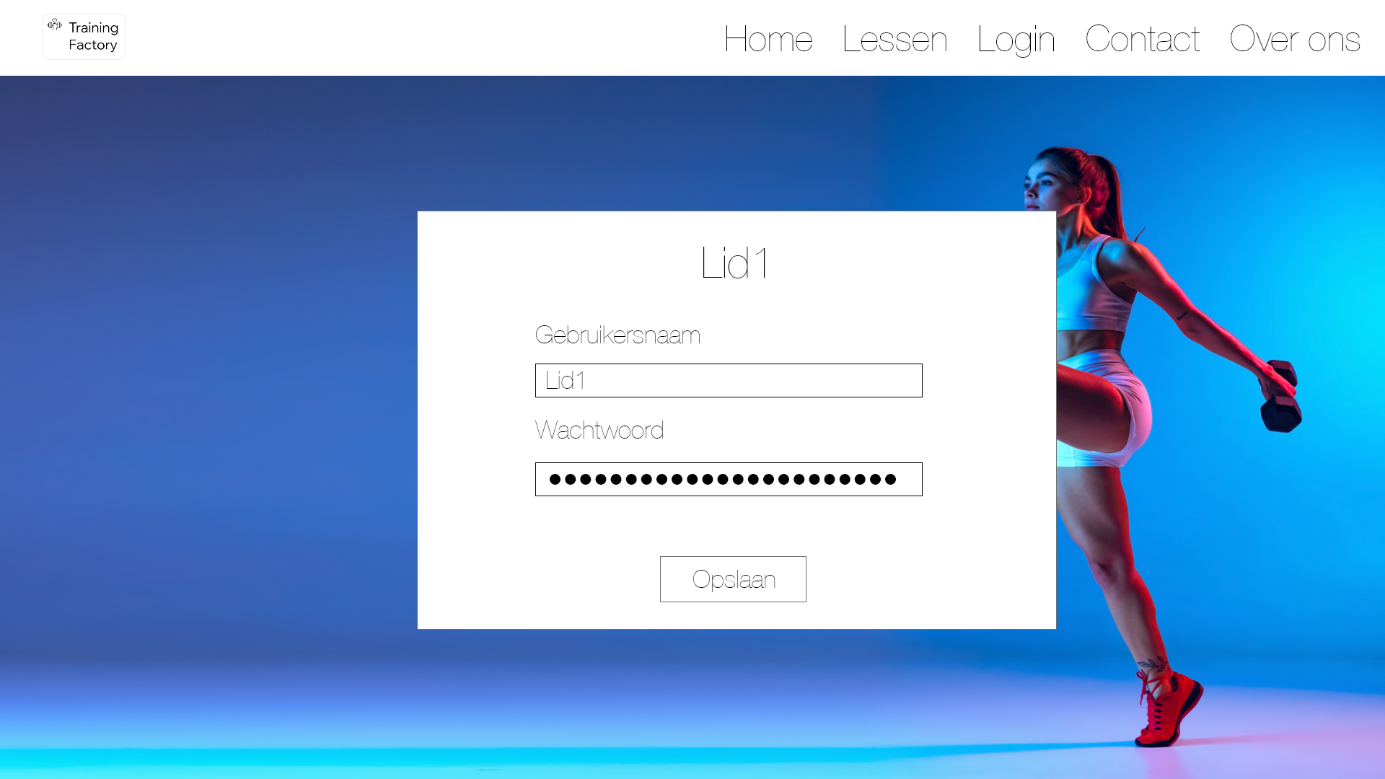 Training
Factory
Home Lessen Login Contact Over ons
Lid1
Gebruikersnaam
Lid1
Wachtwoord
Opslaan